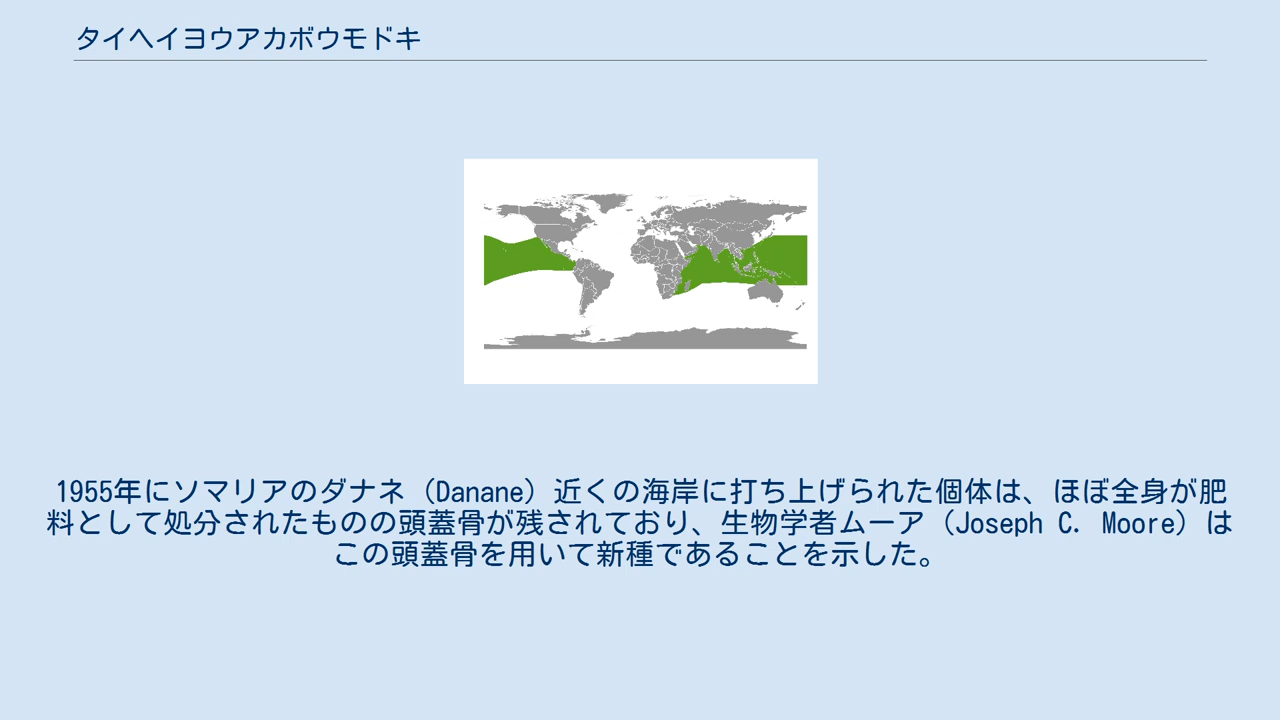 タイヘイヨウアカボウモドキ
1955年にソマリアのダナネ（Danane）近くの海岸に打ち上げられた個体は、ほぼ全身が肥
料として処分されたものの頭蓋骨が残されており、生物学者ムーア（Joseph C. Moore）は
この頭蓋骨を用いて新種であることを示した。